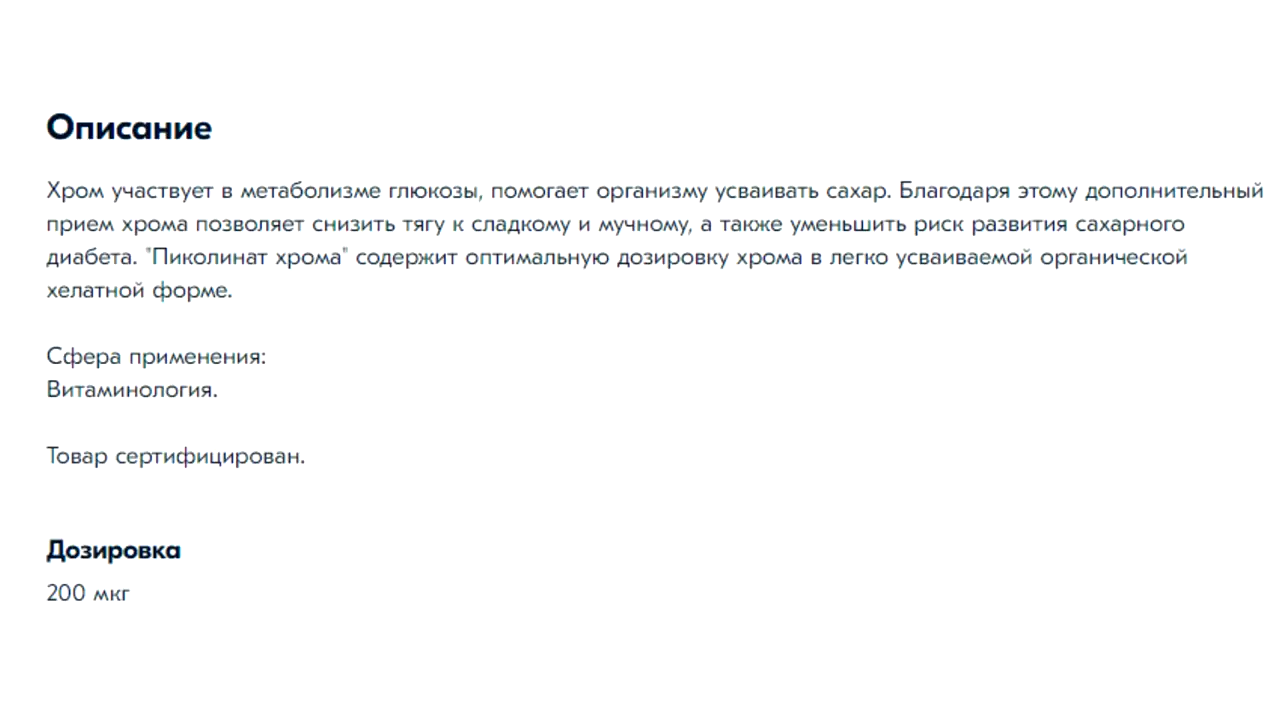 Описание
Хром участвует в метаболизме глюкозы, помогает организму усваивать сахар. Благодаря этому дополнительный
прием хрома позволяет снизить тягу к сладкому и мучному, а также уменьшить риск развития сахарного
диабета. "Пиколинат хрома" содержит оптимальную дозировку хрома в легко усваиваемой органической
хелатной форме.
Сфера применения:
Витаминология.
Товар сертифицирован.
Дозировка
200 мкг